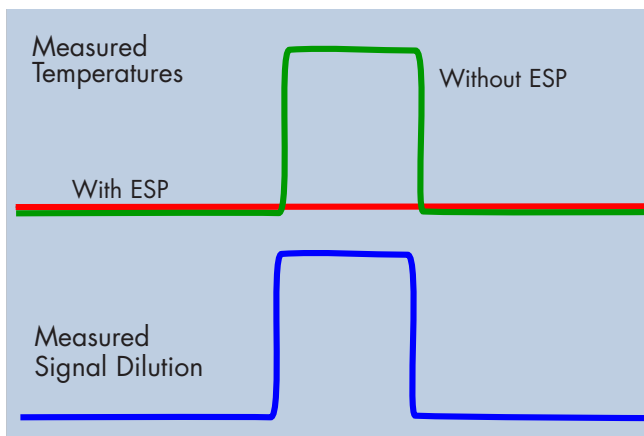 Measured
Temperatures
Without ESP
With ESP
Measured
Signal Dilution